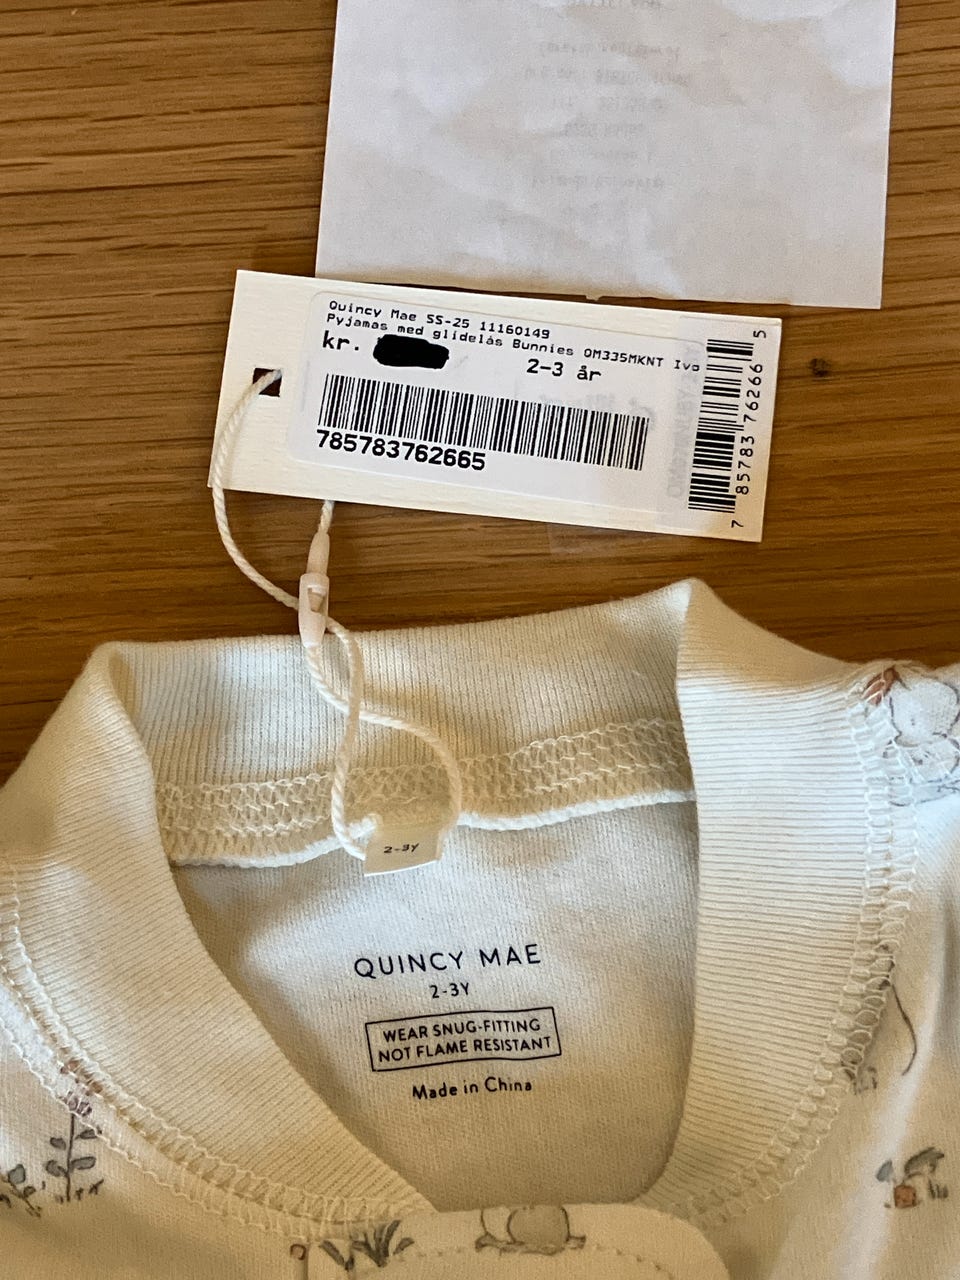 Quincy Mae SS-25 11160149
Pyjamas med glidelås Bunnies QM335MKNT Ivo
kr.
2-3 år
785783762665
7 85783 76266 5
2-3Y
QUINCY MAE
2-3Y
WEAR SNUG-FITTING
NOT FLAME RESISTANT
Made in China